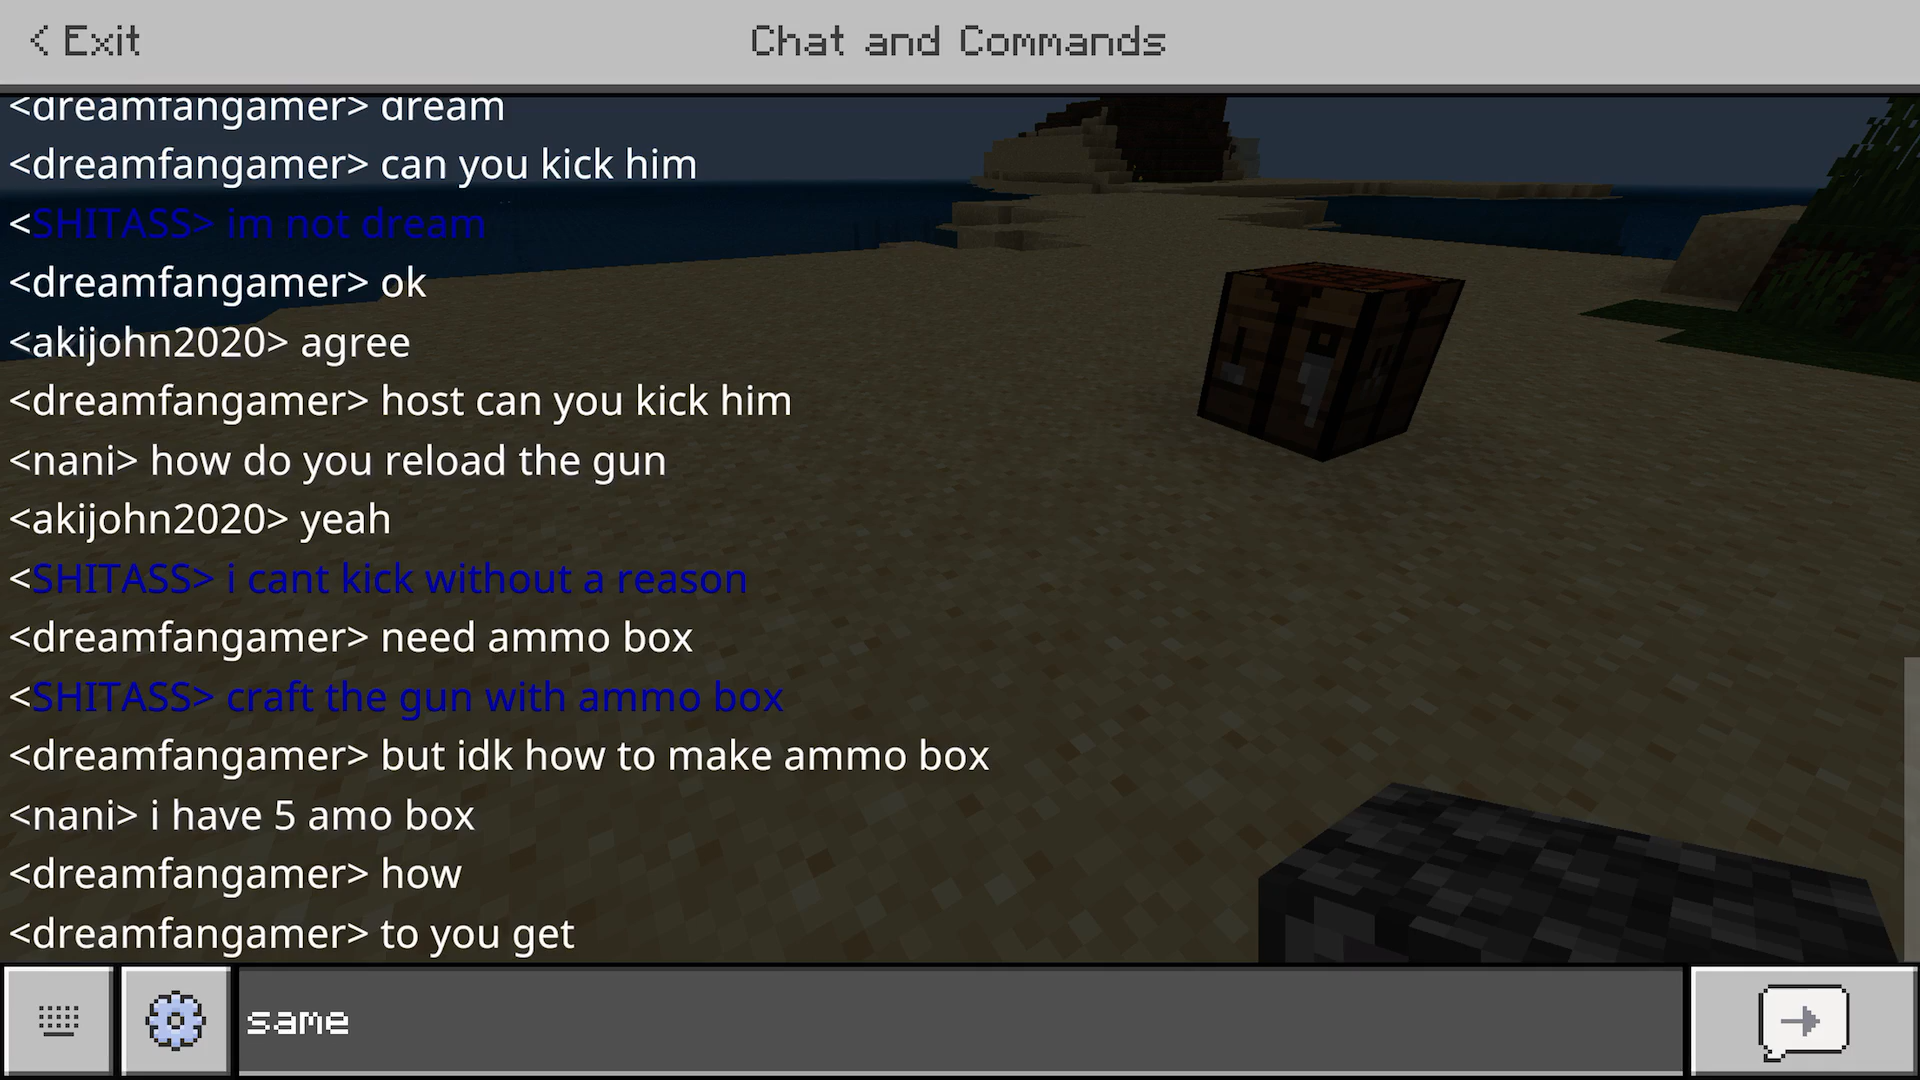 < Exit
Chat and Commands
<dreamfangamer> dream
<dreamfangamer> can you kick him
<SHITASS> im not dream
<dreamfangamer> ok
<akijohn2020> agree
<dreamfangamer> host can you kick him
<nani> how do you reload the gun
<akijohn2020> yeah
<SHITASS> i cant kick without a reason
<dreamfangamer> need ammo box
<SHITASS> craft the gun with ammo box
<dreamfangamer> but idk how to make ammo box
<nani> i have 5 amo box
<dreamfangamer> how
<dreamfangamer> to you get
same